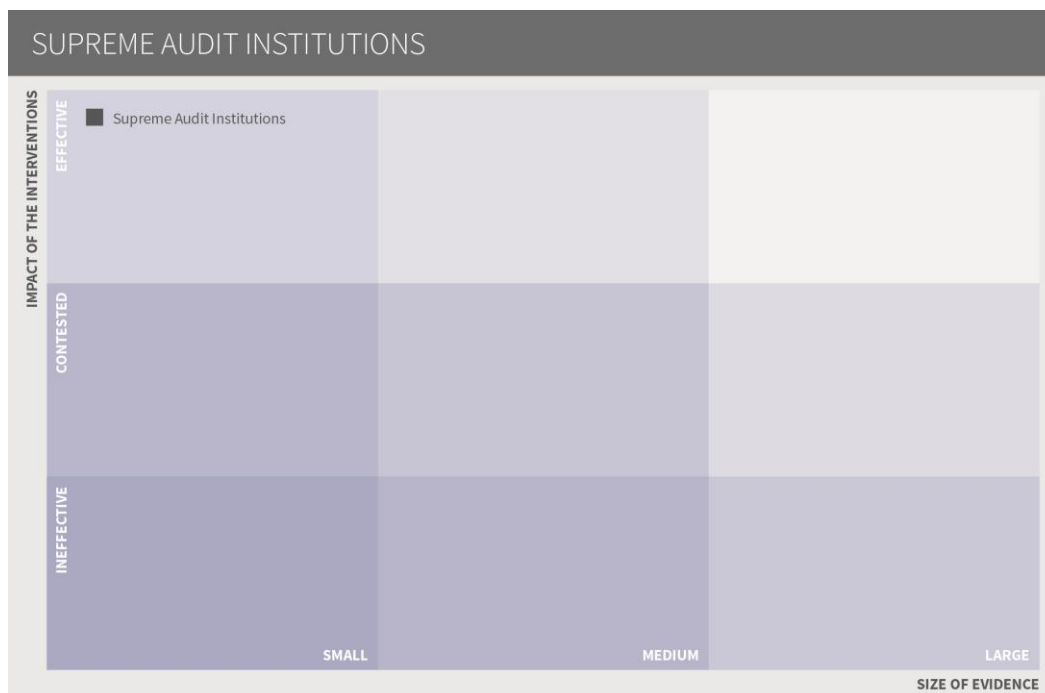 SUPREME AUDIT INSTITUTIONS
IMPACT OF THE INTERVENTIONS
EFFECTIVE
Supreme Audit Institutions
CONTESTED
INEFFECTIVE
SMALL
MEDIUM
LARGE
SIZE OF EVIDENCE